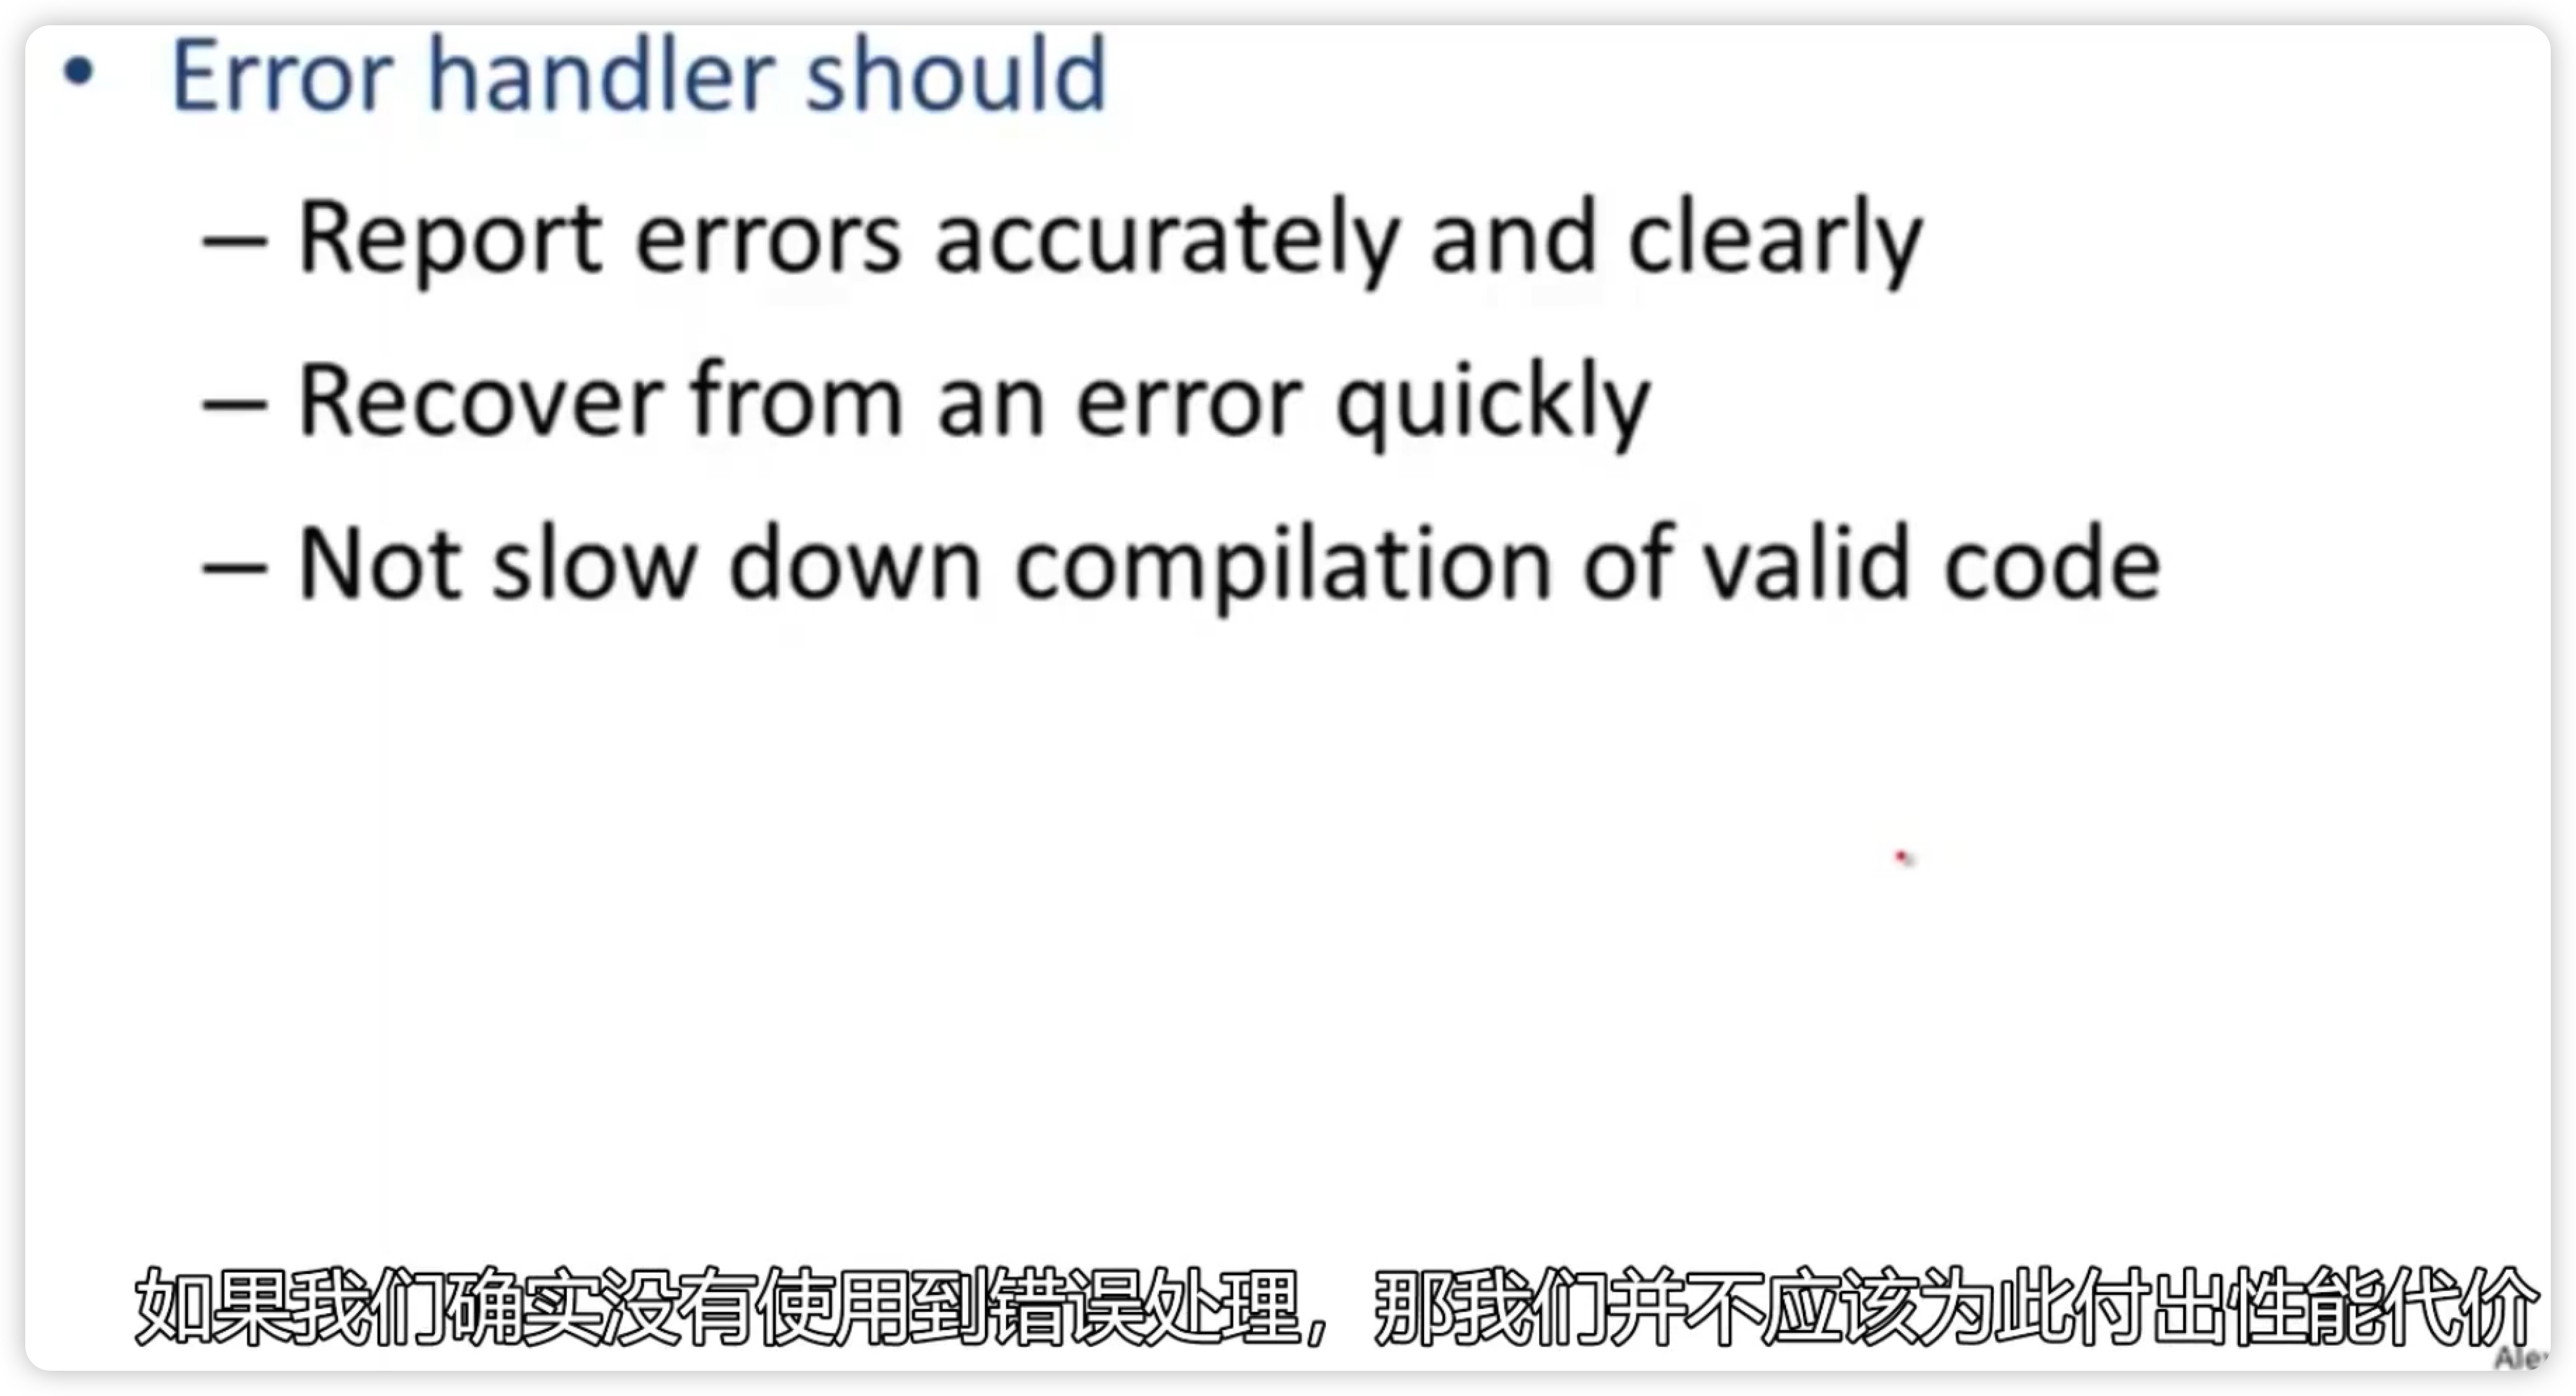 • Error handler should
– Report errors accurately and clearly
– Recover from an error quickly
– Not slow down compilation of valid code
如果我们确实没有使用到错误处理，那我们并不应该为此付出性能代价